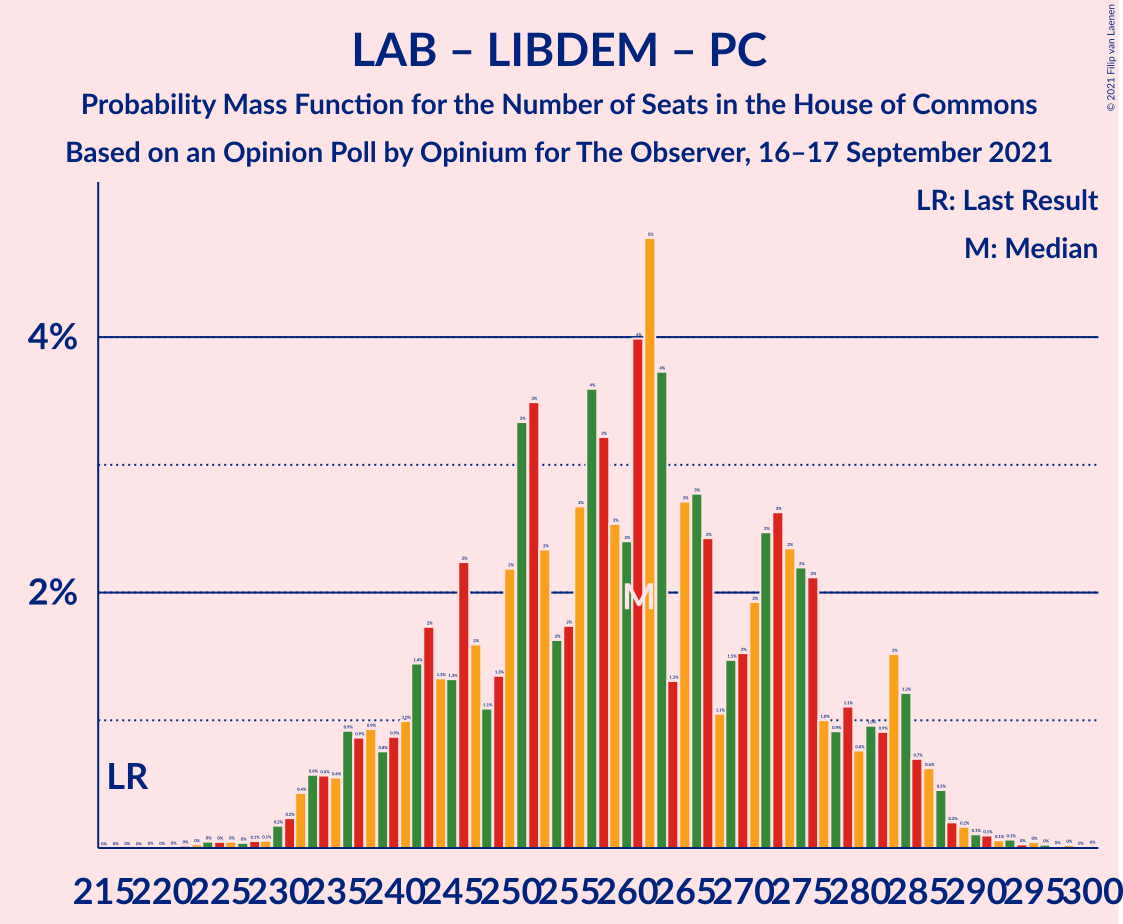 LAB – LIBDEM – PC
Probability Mass Function for the Number of Seats in the House of Commons
Based on an Opinion Poll by Opinium for The Observer, 16–17 September 2021
© 2021 Filip van Laenen
LR: Last Result
M: Median
4%
2%
LR
M
215 220 225 230 235 240 245 250 255 260 265 270 275 280 285 290 295 300